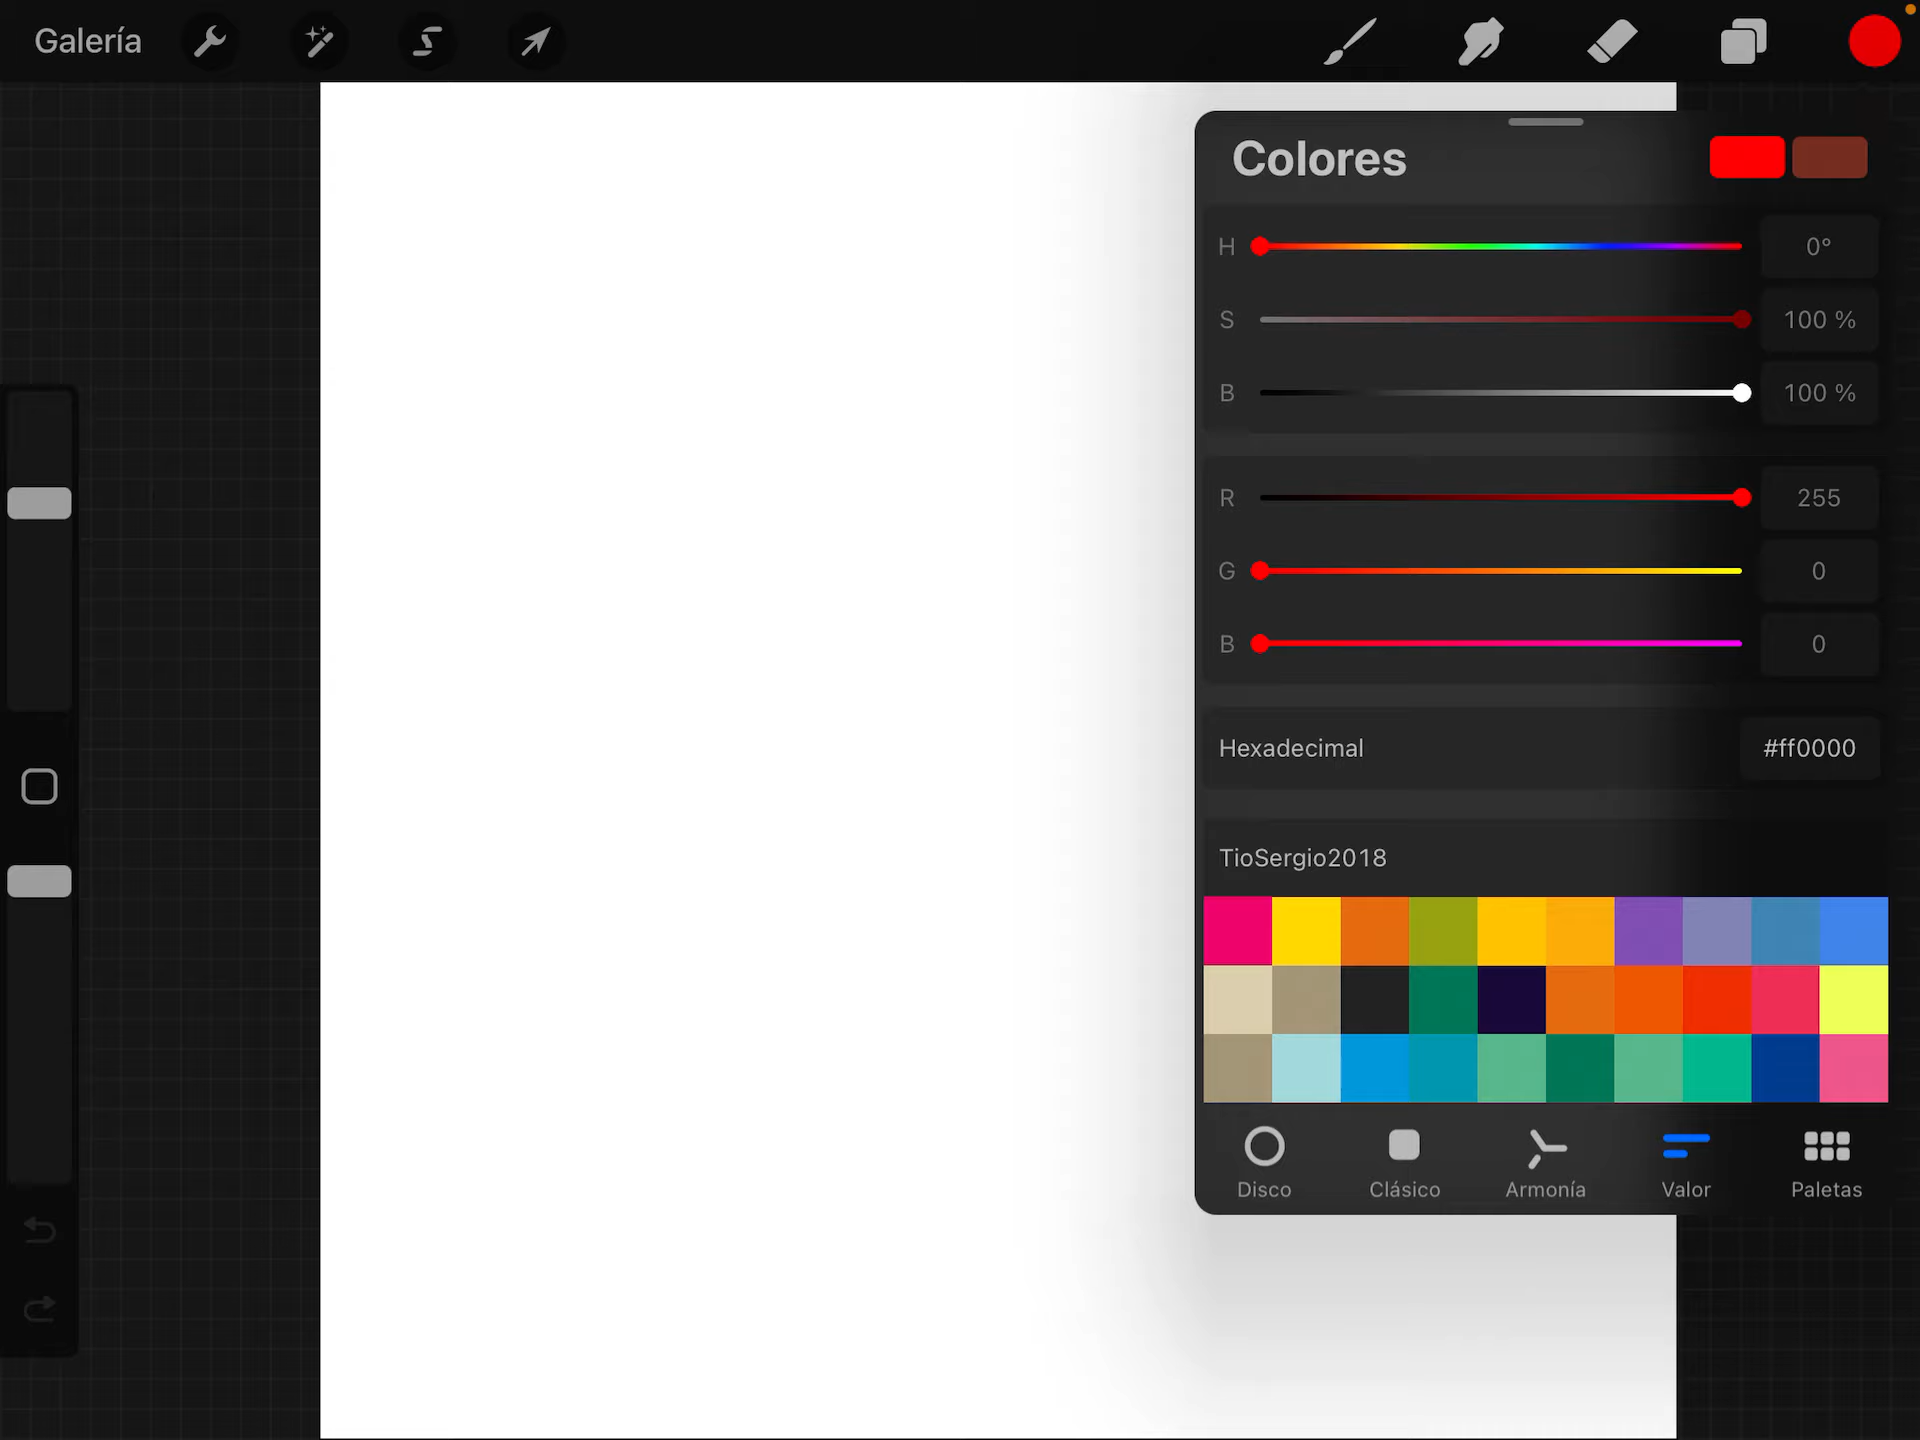 Galería
Colores
H 0°
S 100 %
B 100 %
R 255
G 0
B 0
Hexadecimal #ff0000
TioSergio2018
Disco Clásico Armonía Valor Paletas